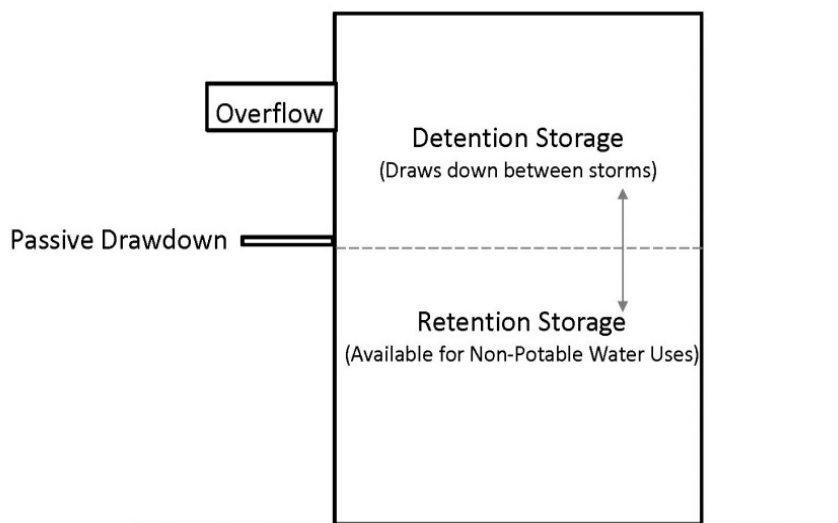 Overflow
Detention Storage
(Draws down between storms)
Passive Drawdown
Retention Storage
(Available for Non-Potable Water Uses)